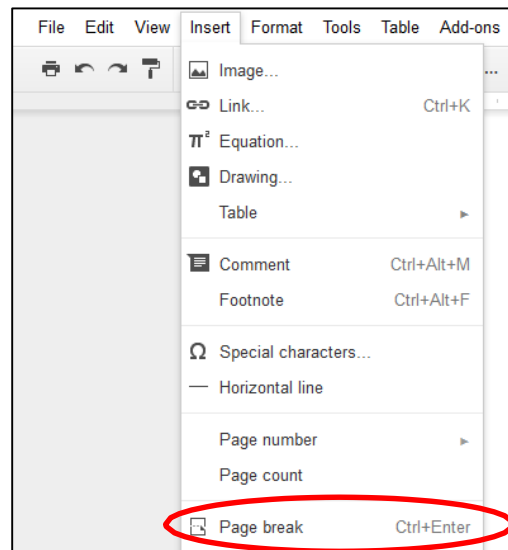 File Edit View Insert Format Tools Table Add-ons
Image...
...
Link... Ctrl+K
π² Equation...
Drawing...
Table ►
Comment Ctrl+Alt+M
Footnote Ctrl+Alt+F
Ω Special characters...
Horizontal line
Page number ►
Page count
Page break Ctrl+Enter